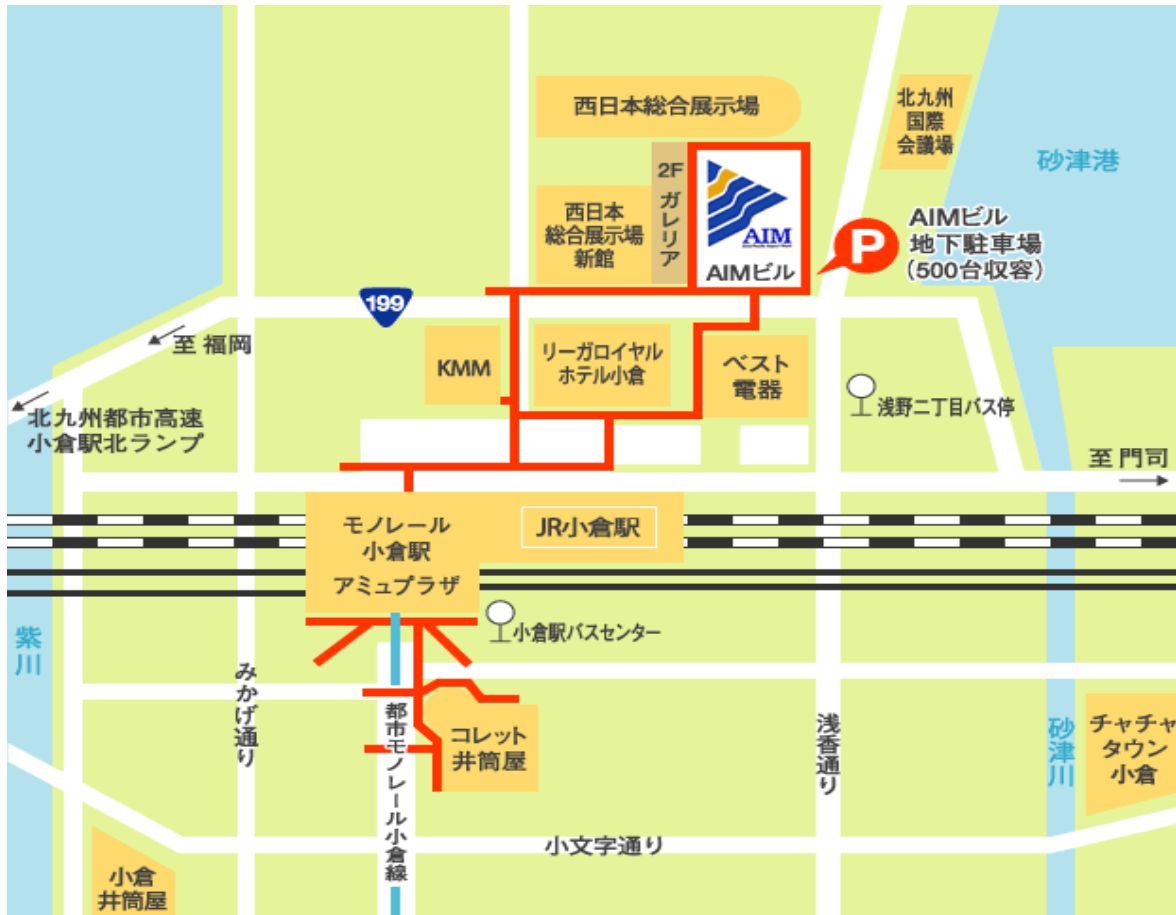 西日本総合展示場
北九州
国際
会議場
砂津港
2F ガレリア
AIM
AIMビル
西日本
総合展示場
新館
P
AIMビル
地下駐車場
(500台収容)
199
至 福岡
KMM
リーガロイヤル
ホテル小倉
ベスト
電器
浅野二丁目バス停
北九州都市高速
小倉駅北ランプ
至 門司
モノレール
小倉駅
JR小倉駅
アミュプラザ
小倉駅バスセンター
紫川
みかげ通り
都市モノレール小倉線
コレット
井筒屋
浅香通り
砂津川
チャチャ
タウン
小倉
小文字通り
小倉
井筒屋